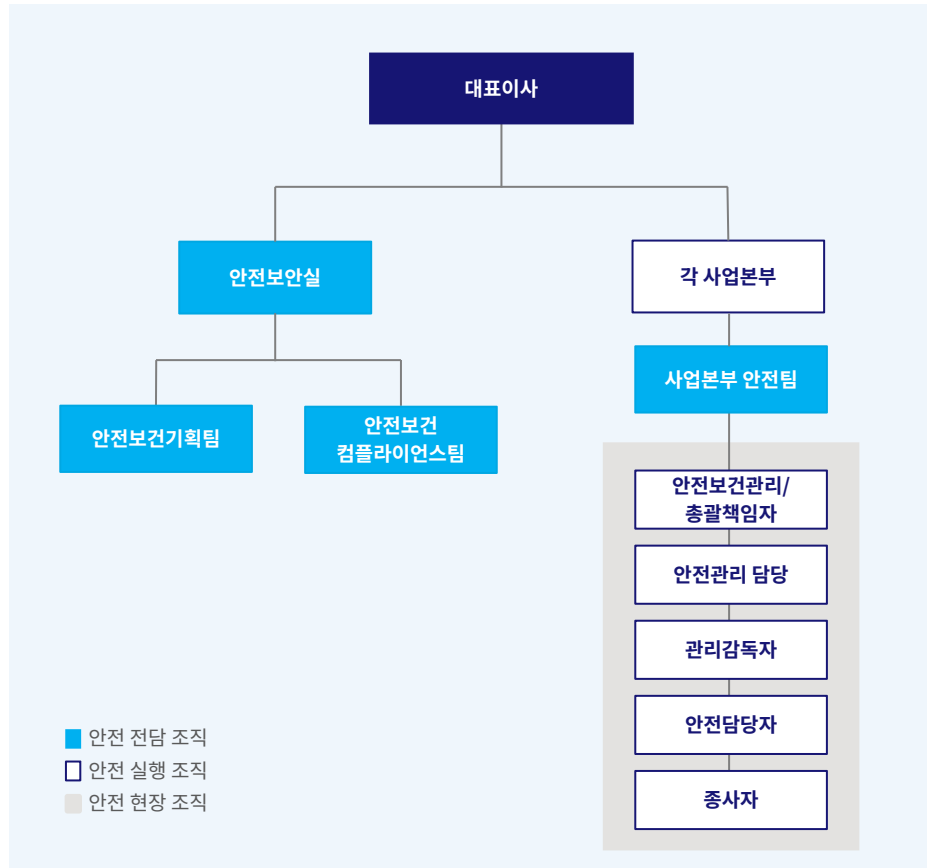 대표이사
안전보안실
각 사업본부
사업본부 안전팀
안전보건기획팀
안전보건
컴플라이언스팀
안전보건관리/
총괄책임자
안전관리 담당
관리감독자
안전담당자
종사자
안전 전담 조직
안전 실행 조직
안전 현장 조직